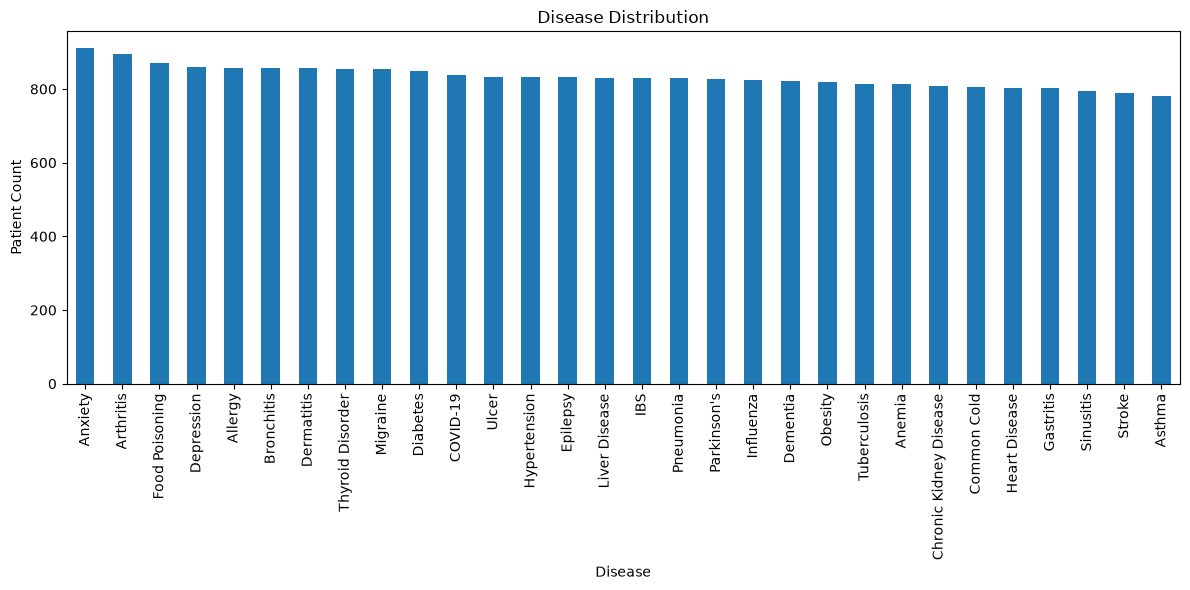 Disease Distribution
Patient Count
800
600
400
200
0
Anxiety
Arthritis
Food Poisoning
Depression
Allergy
Bronchitis
Dermatitis
Thyroid Disorder
Migraine
Diabetes
COVID-19
Ulcer
Hypertension
Epilepsy
Liver Disease
IBS
Pneumonia
Parkinson's
Influenza
Dementia
Obesity
Tuberculosis
Anemia
Chronic Kidney Disease
Common Cold
Heart Disease
Gastritis
Sinusitis
Stroke
Asthma
Disease